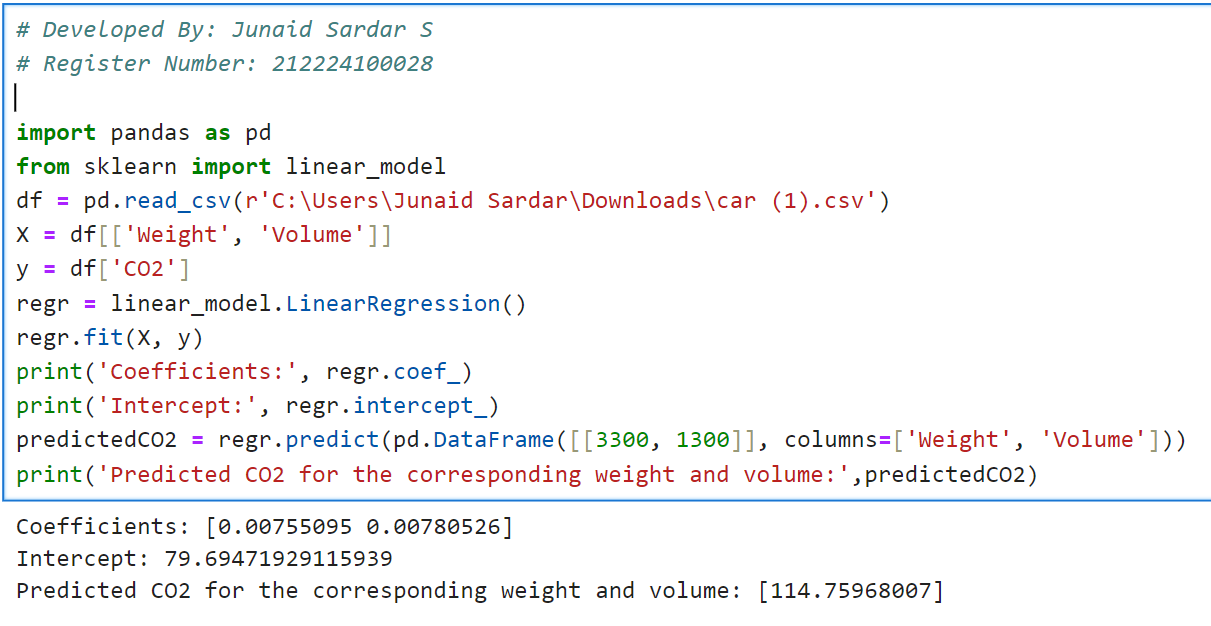 # Developed By: Junaid Sardar S
# Register Number: 212224100028
import pandas as pd
from sklearn import linear_model
df = pd.read_csv(r'C:\Users\Junaid Sardar\Downloads\car (1).csv')
X = df[['Weight', 'Volume']]
y = df['CO2']
regr = linear_model.LinearRegression()
regr.fit(X, y)
print('Coefficients:', regr.coef_)
print('Intercept:', regr.intercept_)
predictedCO2 = regr.predict(pd.DataFrame([[3300, 1300]], columns=['Weight', 'Volume']))
print('Predicted CO2 for the corresponding weight and volume:',predictedCO2)
Coefficients: [0.00755095 0.00780526]
Intercept: 79.69471929115939
Predicted CO2 for the corresponding weight and volume: [114.75968007]